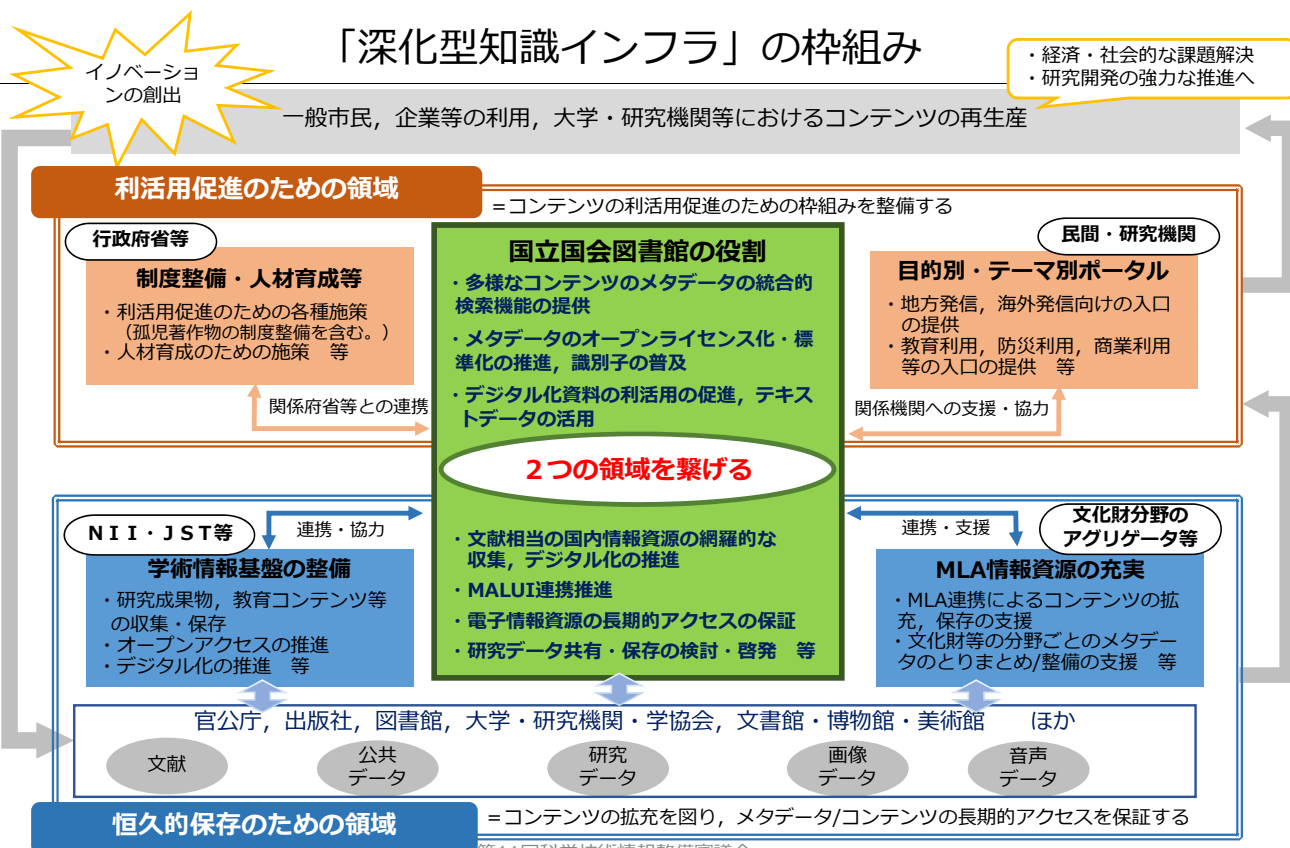 「深化型知識インフラ」の枠組み
イノベーショ
ンの創出
・経済・社会的な課題解決
・研究開発の強力な推進へ
一般市民，企業等の利用，大学・研究機関等におけるコンテンツの再生産
利活用促進のための領域
＝コンテンツの利活用促進のための枠組みを整備する
行政府省等
制度整備・人材育成等
・利活用促進のための各種施策
（孤児著作物の制度整備を含む。）
・人材育成のための施策　等
関係府省等との連携
国立国会図書館の役割
・多様なコンテンツのメタデータの統合的
検索機能の提供
・メタデータのオープンライセンス化・標
準化の推進，識別子の普及
・デジタル化資料の利活用の促進，テキス
トデータの活用
２つの領域を繋げる
・文献相当の国内情報資源の網羅的な
収集，デジタル化の推進
・MALUI連携推進
・電子情報資源の長期的アクセスの保証
・研究データ共有・保存の検討・啓発　等
民間・研究機関
目的別・テーマ別ポータル
・地方発信，海外発信向けの入口
の提供
・教育利用，防災利用，商業利用
等の入口の提供　等
関係機関への支援・協力
ＮＩＩ・ＪＳＴ等
連携・協力
学術情報基盤の整備
・研究成果物，教育コンテンツ等
の収集・保存
・オープンアクセスの推進
・デジタル化の推進　等
連携・支援
文化財分野の
アグリゲータ等
MLA情報資源の充実
・MLA連携によるコンテンツの拡
充，保存の支援
・文化財等の分野ごとのメタデー
タのとりまとめ/整備の支援　等
官公庁，出版社，図書館，大学・研究機関・学協会，文書館・博物館・美術館　　ほか
文献
公共
データ
研究
データ
画像
データ
音声
データ
恒久的保存のための領域
＝コンテンツの拡充を図り，メタデータ/コンテンツの長期的アクセスを保証する